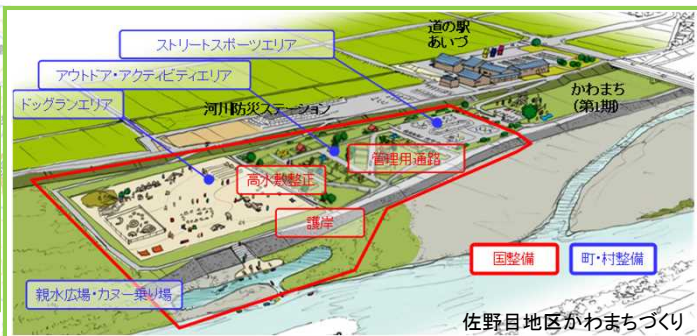 ストリートスポーツエリア
アウトドア・アクティビティエリア
ドッグランエリア
道の駅
あいづ
かわまち
(第1期)
河川防災ステーション
管理用通路
高水敷整正
護岸
国整備
町・村整備
親水広場・カヌー乗り場
佐野目地区かわまちづくり